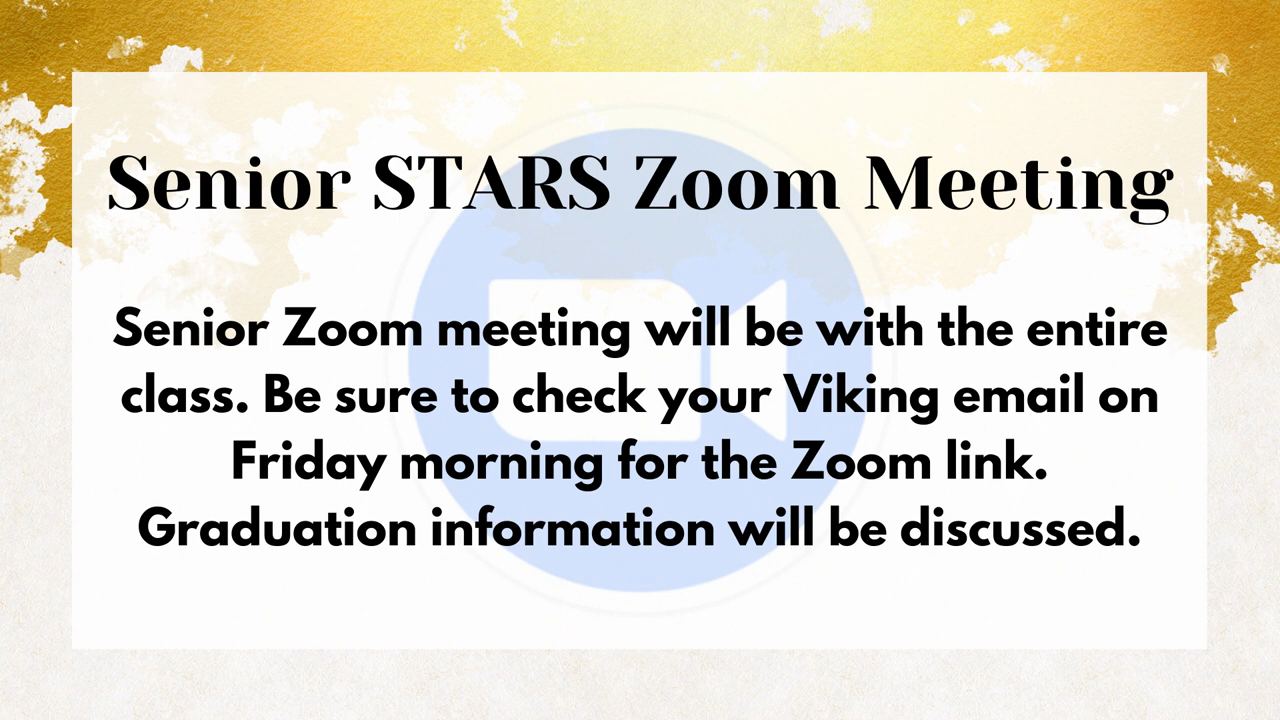 Senior STARS Zoom Meeting
Senior Zoom meeting will be with the entire
class. Be sure to check your Viking email on
Friday morning for the Zoom link.
Graduation information will be discussed.